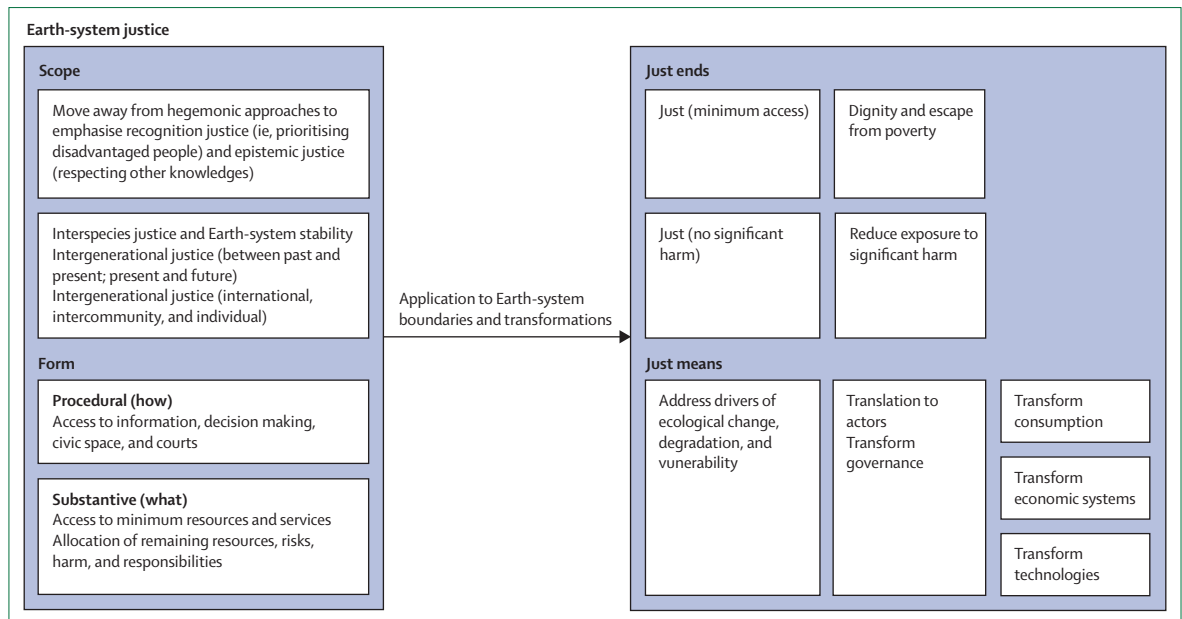 Earth-system justice
Scope
Move away from hegemonic approaches to
emphasise recognition justice (ie, prioritising
disadvantaged people) and epistemic justice
(respecting other knowledges)
Interspecies justice and Earth-system stability
Intergenerational justice (between past and
present; present and future)
Intergenerational justice (international,
intercommunity, and individual)
Form
Procedural (how)
Access to information, decision making,
civic space, and courts
Substantive (what)
Access to minimum resources and services
Allocation of remaining resources, risks,
harm, and responsibilities
Application to Earth-system
boundaries and transformations
Just ends
Just (minimum access)
Dignity and escape
from poverty
Just (no significant
harm)
Reduce exposure to
significant harm
Just means
Address drivers of
ecological change,
degradation, and
vunerability
Translation to
actors
Transform
governance
Transform
consumption
Transform
economic systems
Transform
technologies